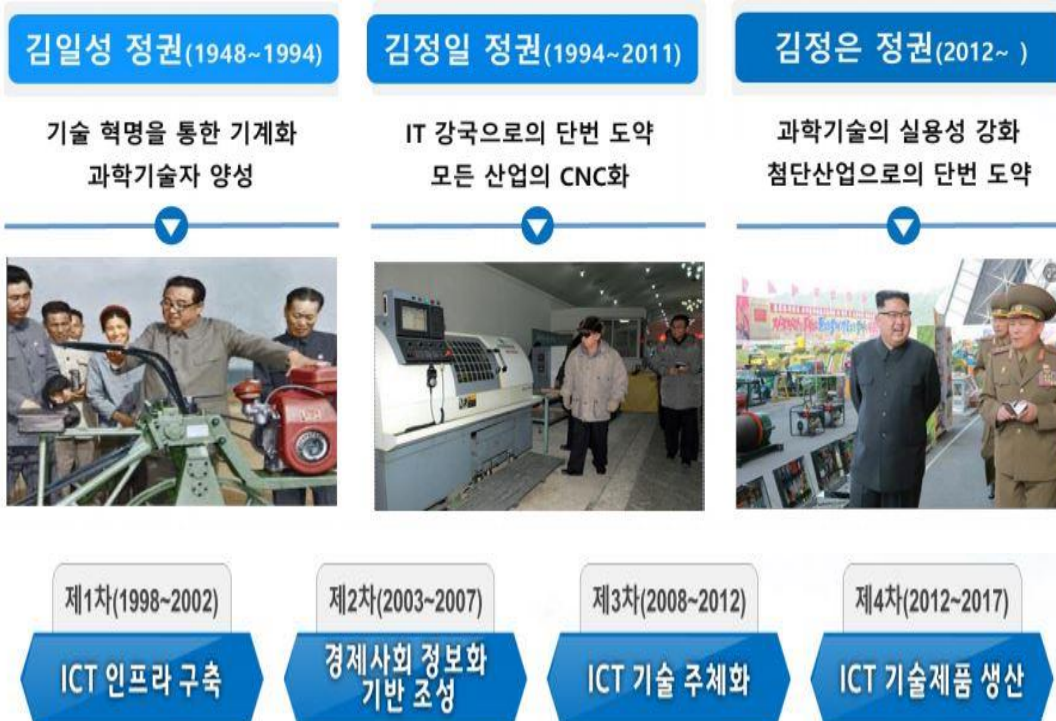 김일성 정권(1948~1994)
김정일 정권(1994~2011)
김정은 정권(2012~ )
기술 혁명을 통한 기계화
과학기술자 양성
IT 강국으로의 단번 도약
모든 산업의 CNC화
과학기술의 실용성 강화
첨단산업으로의 단번 도약
제1차(1998~2002)
ICT 인프라 구축
제2차(2003~2007)
경제사회 정보화
기반 조성
제3차(2008~2012)
ICT 기술 주체화
제4차(2012~2017)
ICT 기술제품 생산